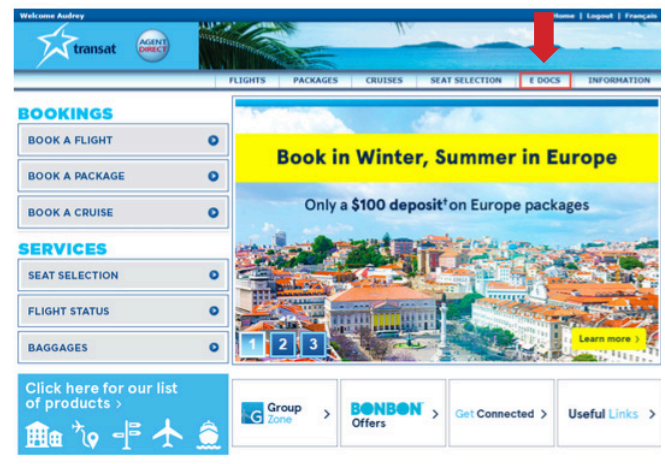 Welcome Audrey
Home | Logout | Français
transat
AGENT DIRECT
FLIGHTS PACKAGES CRUISES SEAT SELECTION E DOCS INFORMATION
BOOKINGS
BOOK A FLIGHT
BOOK A PACKAGE
BOOK A CRUISE
SERVICES
SEAT SELECTION
FLIGHT STATUS
BAGGAGES
Book in Winter, Summer in Europe
Only a $100 deposit† on Europe packages
1 2 3
Learn more >
Click here for our list
of products >
G Group
Zone >
BONBON
Offers >
Get Connected >
Useful Links >